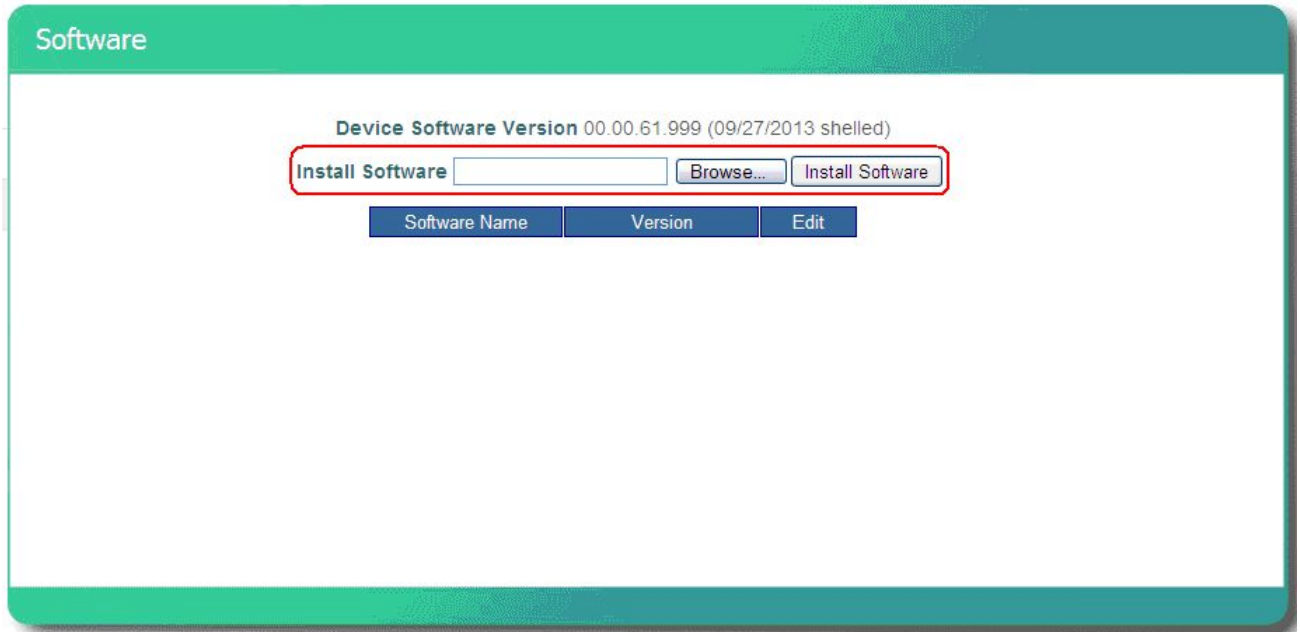 Software
Device Software Version 00.00.61.999 (09/27/2013 shelled)
Install Software Browse... Install Software
Software Name Version Edit